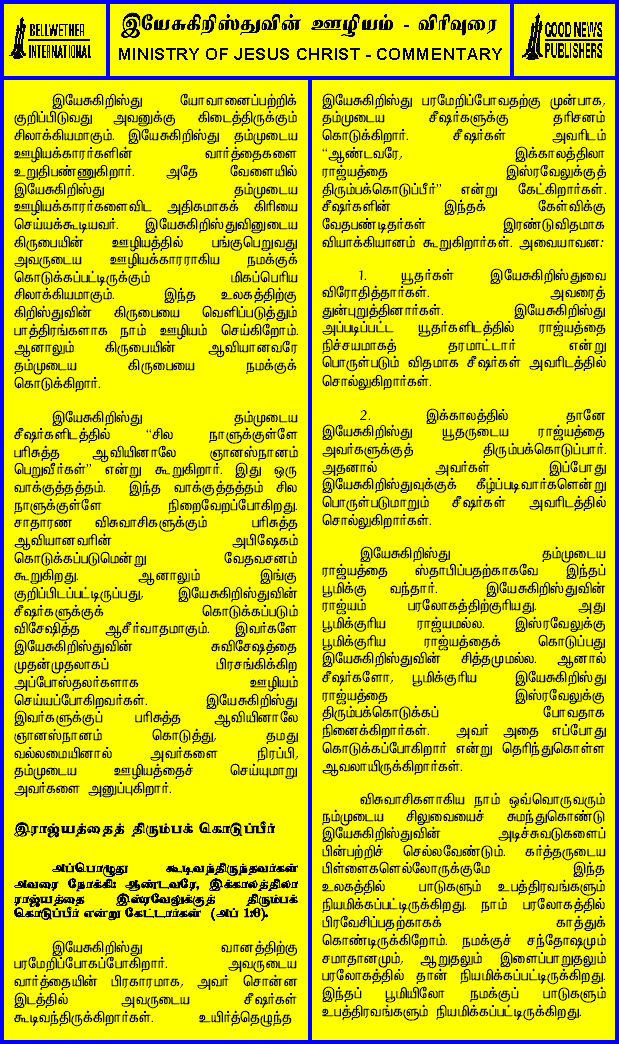 BELLWETHER
INTERNATIONAL
இயேசுகிறிஸ்துவின் ஊழியம் - விரிவுரை
MINISTRY OF JESUS CHRIST - COMMENTARY
GOOD NEWS
PUBLISHERS
இயேசுகிறிஸ்து யோவானைப்பற்றிக்
குறிப்பிடுவது அவனுக்கு கிடைத்திருக்கும்
சிலாக்கியமாகும். இயேசுகிறிஸ்து தம்முடைய
ஊழியக்காரர்களின் வார்த்தைகளை
உறுதிபண்ணுகிறார். அதே வேளையில்
இயேசுகிறிஸ்து தம்முடைய
ஊழியக்காரர்களைவிட அதிகமாகக் கிரியை
செய்யக்கூடியவர். இயேசுகிறிஸ்துவினுடைய
கிருபையின் ஊழியத்தில் பங்குபெறுவது
அவருடைய ஊழியக்காரராகிய நமக்குக்
கொடுக்கப்பட்டிருக்கும் மிகப்பெரிய
சிலாக்கியமாகும். இந்த உலகத்திற்கு
கிறிஸ்துவின் கிருபையை வெளிப்படுத்தும்
பாத்திரங்களாக நாம் ஊழியம் செய்கிறோம்.
ஆனாலும் கிருபையின் ஆவியானவரே
தம்முடைய கிருபையை நமக்குக்
கொடுக்கிறார்.
இயேசுகிறிஸ்து தம்முடைய
சீஷர்களிடத்தில் “சில நாளுக்குள்ளே
பரிசுத்த ஆவியினாலே ஞானஸ்நானம்
பெறுவீர்கள்” என்று கூறுகிறார். இது ஒரு
வாக்குத்தத்தம். இந்த வாக்குத்தத்தம் சில
நாளுக்குள்ளே நிறைவேறப்போகிறது.
சாதாரண விசுவாசிகளுக்கும் பரிசுத்த
ஆவியானவரின் அபிஷேகம்
கொடுக்கப்படுமென்று வேதவசனம்
கூறுகிறது. ஆனாலும் இங்கு
குறிப்பிடப்பட்டிருப்பது, இயேசுகிறிஸ்துவின்
சீஷர்களுக்குக் கொடுக்கப்படும்
விசேஷித்த ஆசீர்வாதமாகும். இவர்களே
இயேசுகிறிஸ்துவின் சுவிசேஷத்தை
முதன்முதலாகப் பிரசங்கிக்கிற
அப்போஸ்தலர்களாக ஊழியம்
செய்யப்போகிறவர்கள். இயேசுகிறிஸ்து
இவர்களுக்குப் பரிசுத்த ஆவியினாலே
ஞானஸ்நானம் கொடுத்து, தமது
வல்லமையினால் அவர்களை நிரப்பி,
தம்முடைய ஊழியத்தைச் செய்யுமாறு
அவர்களை அனுப்புகிறார்.
இராஜ்யத்தைத் திரும்பக் கொடுப்பீர்
அப்பொழுது கூடிவந்திருந்தவர்கள்
அவரை நோக்கி: ஆண்டவரே, இக்காலத்திலா
ராஜ்யத்தை இஸ்ரவேலுக்குத் திரும்பக்
கொடுப்பீர் என்று கேட்டார்கள் (அப் 1:6).
இயேசுகிறிஸ்து வானத்திற்கு
பரமேறிப்போகப்போகிறார். அவருடைய
வார்த்தையின் பிரகாரமாக, அவர் சொன்ன
இடத்தில் அவருடைய சீஷர்கள்
கூடிவந்திருக்கிறார்கள். உயிர்த்தெழுந்த
இயேசுகிறிஸ்து பரமேறிப்போவதற்கு முன்பாக,
தம்முடைய சீஷர்களுக்கு தரிசனம்
கொடுக்கிறார். சீஷர்கள் அவரிடம்
“ஆண்டவரே, இக்காலத்திலா
ராஜ்யத்தை இஸ்ரவேலுக்குத்
திரும்பக்கொடுப்பீர்” என்று கேட்கிறார்கள்.
சீஷர்களின் இந்தக் கேள்விக்கு
வேதபண்டிதர்கள் இரண்டுவிதமாக
வியாக்கியானம் கூறுகிறார்கள். அவையாவன:
1. யூதர்கள் இயேசுகிறிஸ்துவை
விரோதித்தார்கள். அவரைத்
துன்புறுத்தினார்கள். இயேசுகிறிஸ்து
அப்படிப்பட்ட யூதர்களிடத்தில் ராஜ்யத்தை
நிச்சயமாகத் தரமாட்டார் என்று
பொருள்படும் விதமாக சீஷர்கள் அவரிடத்தில்
சொல்லுகிறார்கள்.
2. இக்காலத்தில் தானே
இயேசுகிறிஸ்து யூதருடைய ராஜ்யத்தை
அவர்களுக்குத் திரும்பக்கொடுப்பார்.
அதனால் அவர்கள் இப்போது
இயேசுகிறிஸ்துவுக்குக் கீழ்ப்படிவார்களென்று
பொருள்படுமாறும் சீஷர்கள் அவரிடத்தில்
சொல்லுகிறார்கள்.
இயேசுகிறிஸ்து தம்முடைய
ராஜ்யத்தை ஸ்தாபிப்பதற்காகவே இந்தப்
பூமிக்கு வந்தார். இயேசுகிறிஸ்துவின்
ராஜ்யம் பரலோகத்திற்குரியது. அது
பூமிக்குரிய ராஜ்யமல்ல. இஸ்ரவேலுக்கு
பூமிக்குரிய ராஜ்யத்தைக் கொடுப்பது
இயேசுகிறிஸ்துவின் சித்தமுமல்ல. ஆனால்
சீஷர்களோ, பூமிக்குரிய இயேசுகிறிஸ்து
ராஜ்யத்தை இஸ்ரவேலுக்கு
திரும்பக்கொடுக்கப் போவதாக
நினைக்கிறார்கள். அவர் அதை எப்போது
கொடுக்கப்போகிறார் என்று தெரிந்துகொள்ள
ஆவலாயிருக்கிறார்கள்.
விசுவாசிகளாகிய நாம் ஒவ்வொருவரும்
நம்முடைய சிலுவையைச் சுமந்துகொண்டு
இயேசுகிறிஸ்துவின் அடிச்சுவடுகளைப்
பின்பற்றிச் செல்லவேண்டும். கர்த்தருடைய
பிள்ளைகளெல்லோருக்குமே இந்த
உலகத்தில் பாடுகளும் உபத்திரவங்களும்
நியமிக்கப்பட்டிருக்கிறது. நாம் பரலோகத்தில்
பிரவேசிப்பதற்காகக் காத்துக்
கொண்டிருக்கிறோம். நமக்குச் சந்தோஷமும்
சமாதானமும், ஆறுதலும் இளைப்பாறுதலும்
பரலோகத்தில் தான் நியமிக்கப்பட்டிருக்கிறது.
இந்தப் பூமியிலோ நமக்குப் பாடுகளும்
உபத்திரவங்களும் நியமிக்கப்பட்டிருக்கிறது.